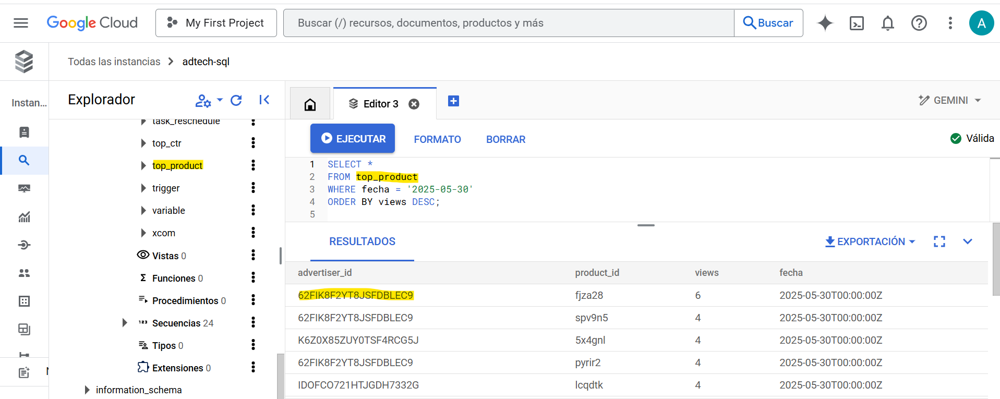 Google Cloud
My First Project
Buscar (/) recursos, documentos, productos y más
Buscar
A
Todas las instancias
adtech-sql
Instan...
Explorador
Editor 3
GEMINI
task_reschedule
top_ctr
top_product
trigger
variable
xcom
Vistas 0
Funciones 0
Procedimientos 0
Secuencias 24
Tipos 0
Extensiones 0
information_schema
EJECUTAR
FORMATO
BORRAR
Válida
1 SELECT *
2 FROM top_product
3 WHERE fecha = '2025-05-30'
4 ORDER BY views DESC;
5
RESULTADOS
EXPORTACIÓN
advertiser_id product_id views fecha
62FIK8F2YT8JSFDBLEC9 fjza28 6 2025-05-30T00:00:00Z
62FIK8F2YT8JSFDBLEC9 spv9n5 4 2025-05-30T00:00:00Z
K6Z0X85ZUY0TSF4RCG5J 5x4gnl 4 2025-05-30T00:00:00Z
62FIK8F2YT8JSFDBLEC9 pyrir2 4 2025-05-30T00:00:00Z
IDOFCO721HTJGDH7332G lcqdtk 4 2025-05-30T00:00:00Z